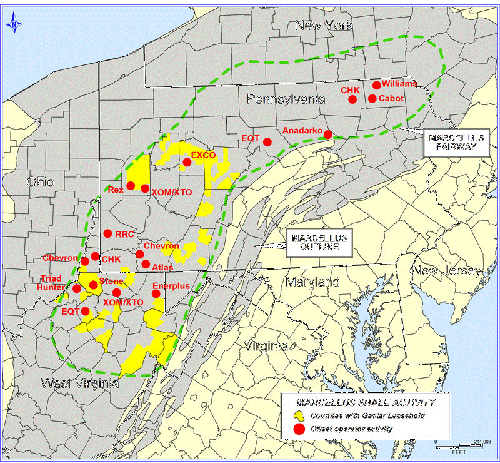 New York
Williams
CHK
Cabot
Pennsylvania
Anadarko
EQT
MARCELLUS
FAIRWAY
EXCO
Ohio
Rex
XOM/XTO
RRC
Chevron
MARCELLUS
OUTLINE
Chevron
CHK
Atlas
Triad
Hunter
Stone
Enerplus
New Jersey
Maryland
XOM/XTO
EQT
Virginia
West Virginia
MARCELLUS SHALE ACTIVITY
Counties with Gastar Leasehold
Offset operator activity